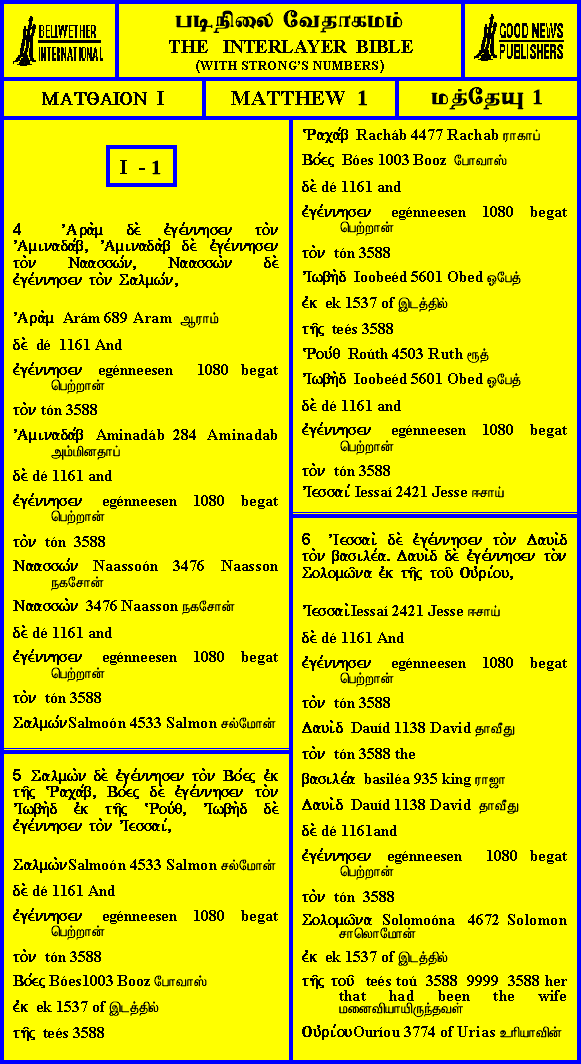 BELLWETHER
INTERNATIONAL
படிநிலை வேதாகமம்
THE INTERLAYER BIBLE
(WITH STRONG'S NUMBERS)
GOOD NEWS
PUBLISHERS
ΜΑΤΘΑΙΟΝ Ι
MATTHEW 1
மத்தேயு 1
I - 1
4 Ἀρὰμ δὲ ἐγέννησεν τὸν
Ἀμιναδάβ, Ἀμιναδὰβ δὲ ἐγέννησεν
τὸν Ναασσών, Ναασσὼν δὲ
ἐγέννησεν τὸν Σαλμών,
Ἀρὰμ Arám 689 Aram ஆராம்
δὲ dé 1161 And
ἐγέννησεν egénneesen 1080 begat
பெற்றான்
τὸν tón 3588
Ἀμιναδάβ Aminadáb 284 Aminadab
அம்மினதாப்
δὲ dé 1161 and
ἐγέννησεν egénneesen 1080 begat
பெற்றான்
τὸν tón 3588
Ναασσών Naassoón 3476 Naasson
நகசோன்
Ναασσὼν 3476 Naasson நகசோன்
δὲ dé 1161 and
ἐγέννησεν egénneesen 1080 begat
பெற்றான்
τὸν tón 3588
Σαλμών Salmoón 4533 Salmon சல்மோன்
5 Σαλμὼν δὲ ἐγέννησεν τὸν Βόες ἐκ
τῆς Ῥαχάβ, Βόες δὲ ἐγέννησεν τὸν
Ἰωβὴδ ἐκ τῆς Ῥούθ, Ἰωβὴδ δὲ
ἐγέννησεν τὸν Ἰεσσαί,
Σαλμὼν Salmoón 4533 Salmon சல்மோன்
δὲ dé 1161 And
ἐγέννησεν egénneesen 1080 begat
பெற்றான்
τὸν tón 3588
Βόες Bóes1003 Booz போவாஸ்
ἐκ ek 1537 of இடத்தில்
τῆς teés 3588
Ῥαχάβ Racháb 4477 Rachab ராகாப்
Βόες Bóes 1003 Booz போவாஸ்
δὲ dé 1161 and
ἐγέννησεν egénneesen 1080 begat
பெற்றான்
τὸν tón 3588
Ἰωβὴδ Ioobeéd 5601 Obed ஓபேத்
ἐκ ek 1537 of இடத்தில்
τῆς teés 3588
Ῥούθ Roúth 4503 Ruth ரூத்
Ἰωβὴδ Ioobeéd 5601 Obed ஓபேத்
δὲ dé 1161 and
ἐγέννησεν egénneesen 1080 begat
பெற்றான்
τὸν tón 3588
Ἰεσσαί Iessaí 2421 Jesse ஈசாய்
6 Ἰεσσαὶ δὲ ἐγέννησεν τὸν Δαυὶδ
τὸν βασιλέα. Δαυὶδ δὲ ἐγέννησεν τὸν
Σολομῶνα ἐκ τῆς τοῦ Οὐρίου,
Ἰεσσαὶ Iessaí 2421 Jesse ஈசாய்
δὲ dé 1161 And
ἐγέννησεν egénneesen 1080 begat
பெற்றான்
τὸν tón 3588
Δαυὶδ Dauíd 1138 David தாவீது
τὸν tón 3588 the
βασιλέα basiléa 935 king ராஜா
Δαυὶδ Dauíd 1138 David தாவீது
δὲ dé 1161and
ἐγέννησεν egénneesen 1080 begat
பெற்றான்
τὸν tón 3588
Σολομῶνα Solomoóna 4672 Solomon
சாலொமோன்
ἐκ ek 1537 of இடத்தில்
τῆς τοῦ teés toú 3588 9999 3588 her
that had been the wife
மனைவியாயிருந்தவள்
Οὐρίου Ouríou 3774 of Urias உரியாவின்